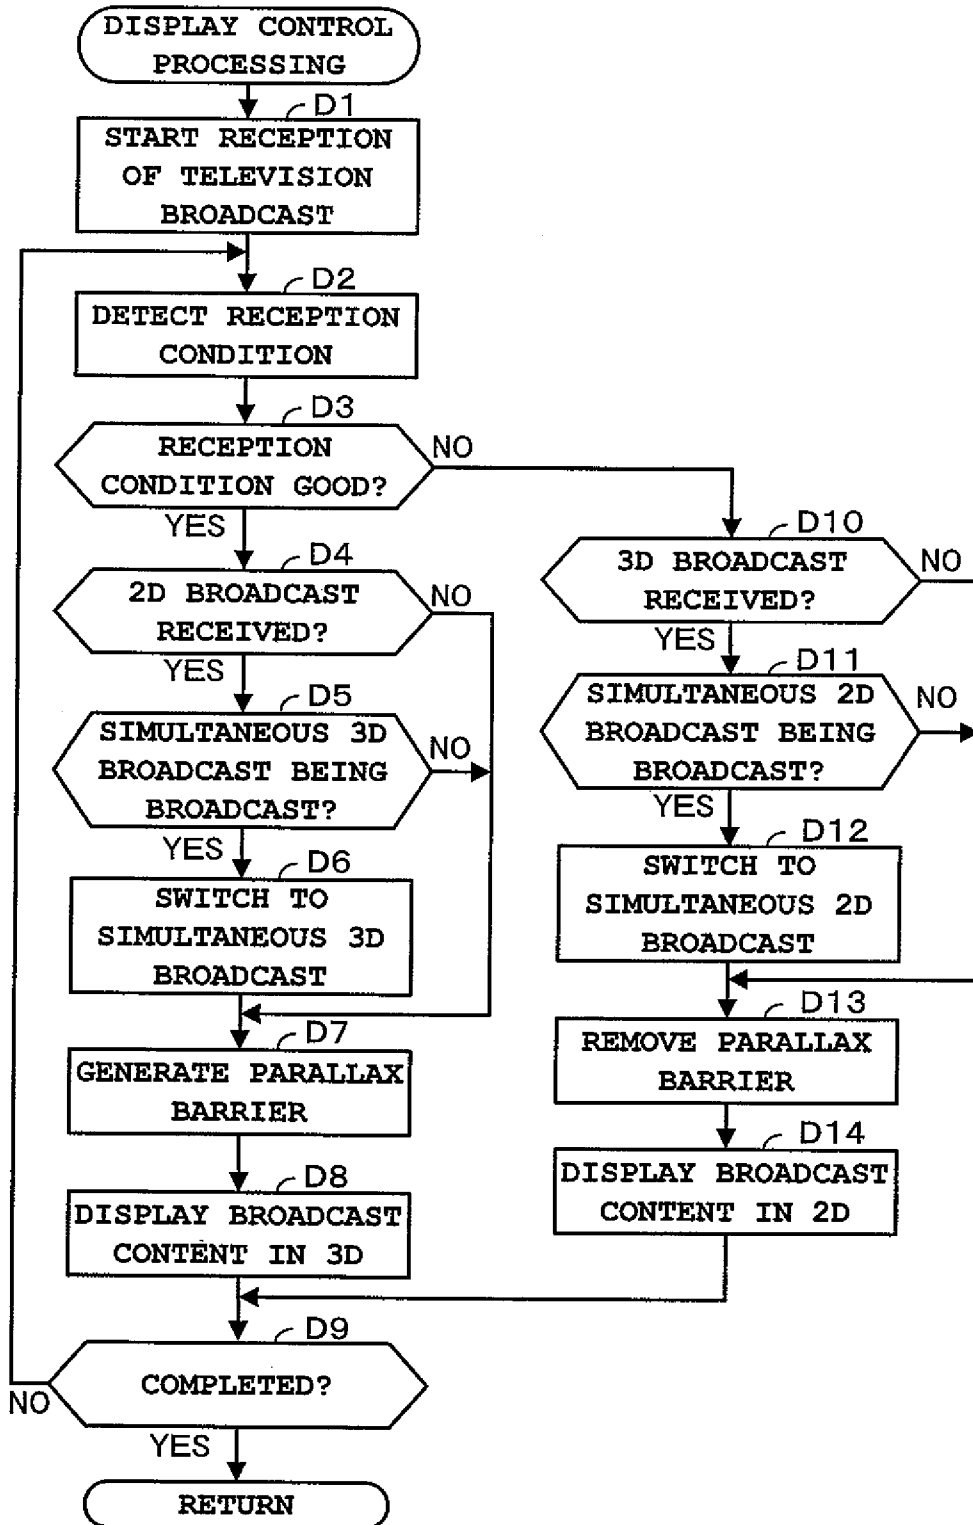 DISPLAY CONTROL
PROCESSING
D1
START RECEPTION
OF TELEVISION
BROADCAST
D2
DETECT RECEPTION
CONDITION
D3
RECEPTION
CONDITION GOOD?
NO
YES
D4
2D BROADCAST
RECEIVED?
NO
YES
D5
SIMULTANEOUS 3D
BROADCAST BEING
BROADCAST?
NO
YES
D6
SWITCH TO
SIMULTANEOUS 3D
BROADCAST
D7
GENERATE PARALLAX
BARRIER
D8
DISPLAY BROADCAST
CONTENT IN 3D
D9
COMPLETED?
NO
YES
RETURN
D10
3D BROADCAST
RECEIVED?
NO
YES
D11
SIMULTANEOUS 2D
BROADCAST BEING
BROADCAST?
NO
YES
D12
SWITCH TO
SIMULTANEOUS 2D
BROADCAST
D13
REMOVE PARALLAX
BARRIER
D14
DISPLAY BROADCAST
CONTENT IN 2D